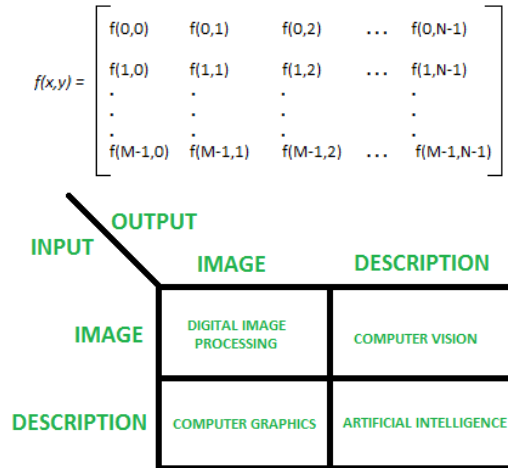 f(0,0) f(0,1) f(0,2) ... f(0,N-1)
f(1,0) f(1,1) f(1,2) ... f(1,N-1)
f(x,y) =
. . . .
. . . .
. . . .
f(M-1,0) f(M-1,1) f(M-1,2) ... f(M-1,N-1)
OUTPUT
INPUT
IMAGE DESCRIPTION
IMAGE
DIGITAL IMAGE
PROCESSING
COMPUTER VISION
DESCRIPTION
COMPUTER GRAPHICS
ARTIFICIAL INTELLIGENCE